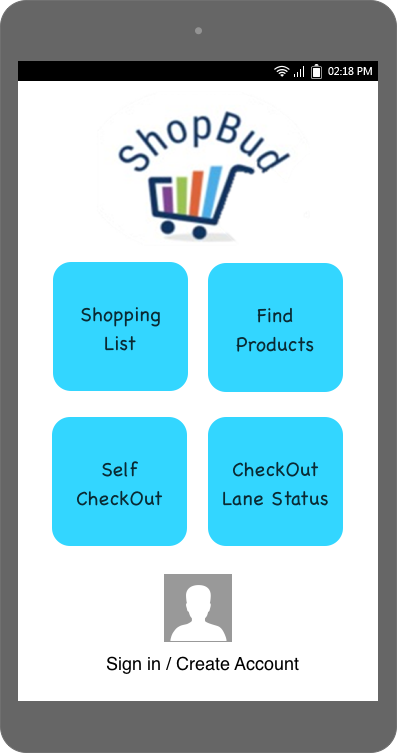 02:18 PM
ShopBud
Shopping
List
Find
Products
Self
CheckOut
CheckOut
Lane Status
Sign in / Create Account